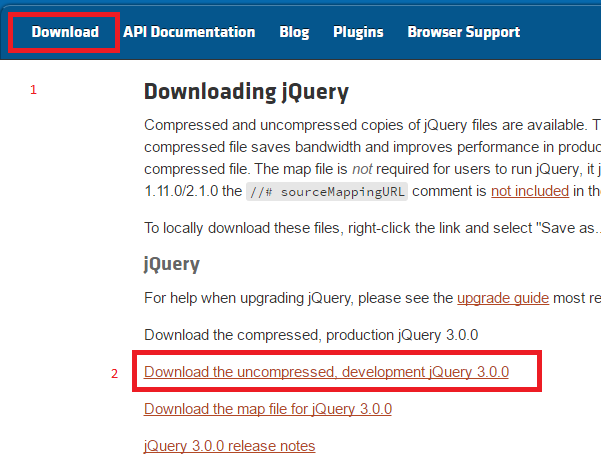 Download API Documentation Blog Plugins Browser Support
1
Downloading jQuery
Compressed and uncompressed copies of jQuery files are available. T
compressed file saves bandwidth and improves performance in produc
compressed file. The map file is not required for users to run jQuery, it j
1.11.0/2.1.0 the //# sourceMappingURL comment is not included in the
To locally download these files, right-click the link and select "Save as..
jQuery
For help when upgrading jQuery, please see the upgrade guide most re
Download the compressed, production jQuery 3.0.0
2 Download the uncompressed, development jQuery 3.0.0
Download the map file for jQuery 3.0.0
jQuery 3.0.0 release notes